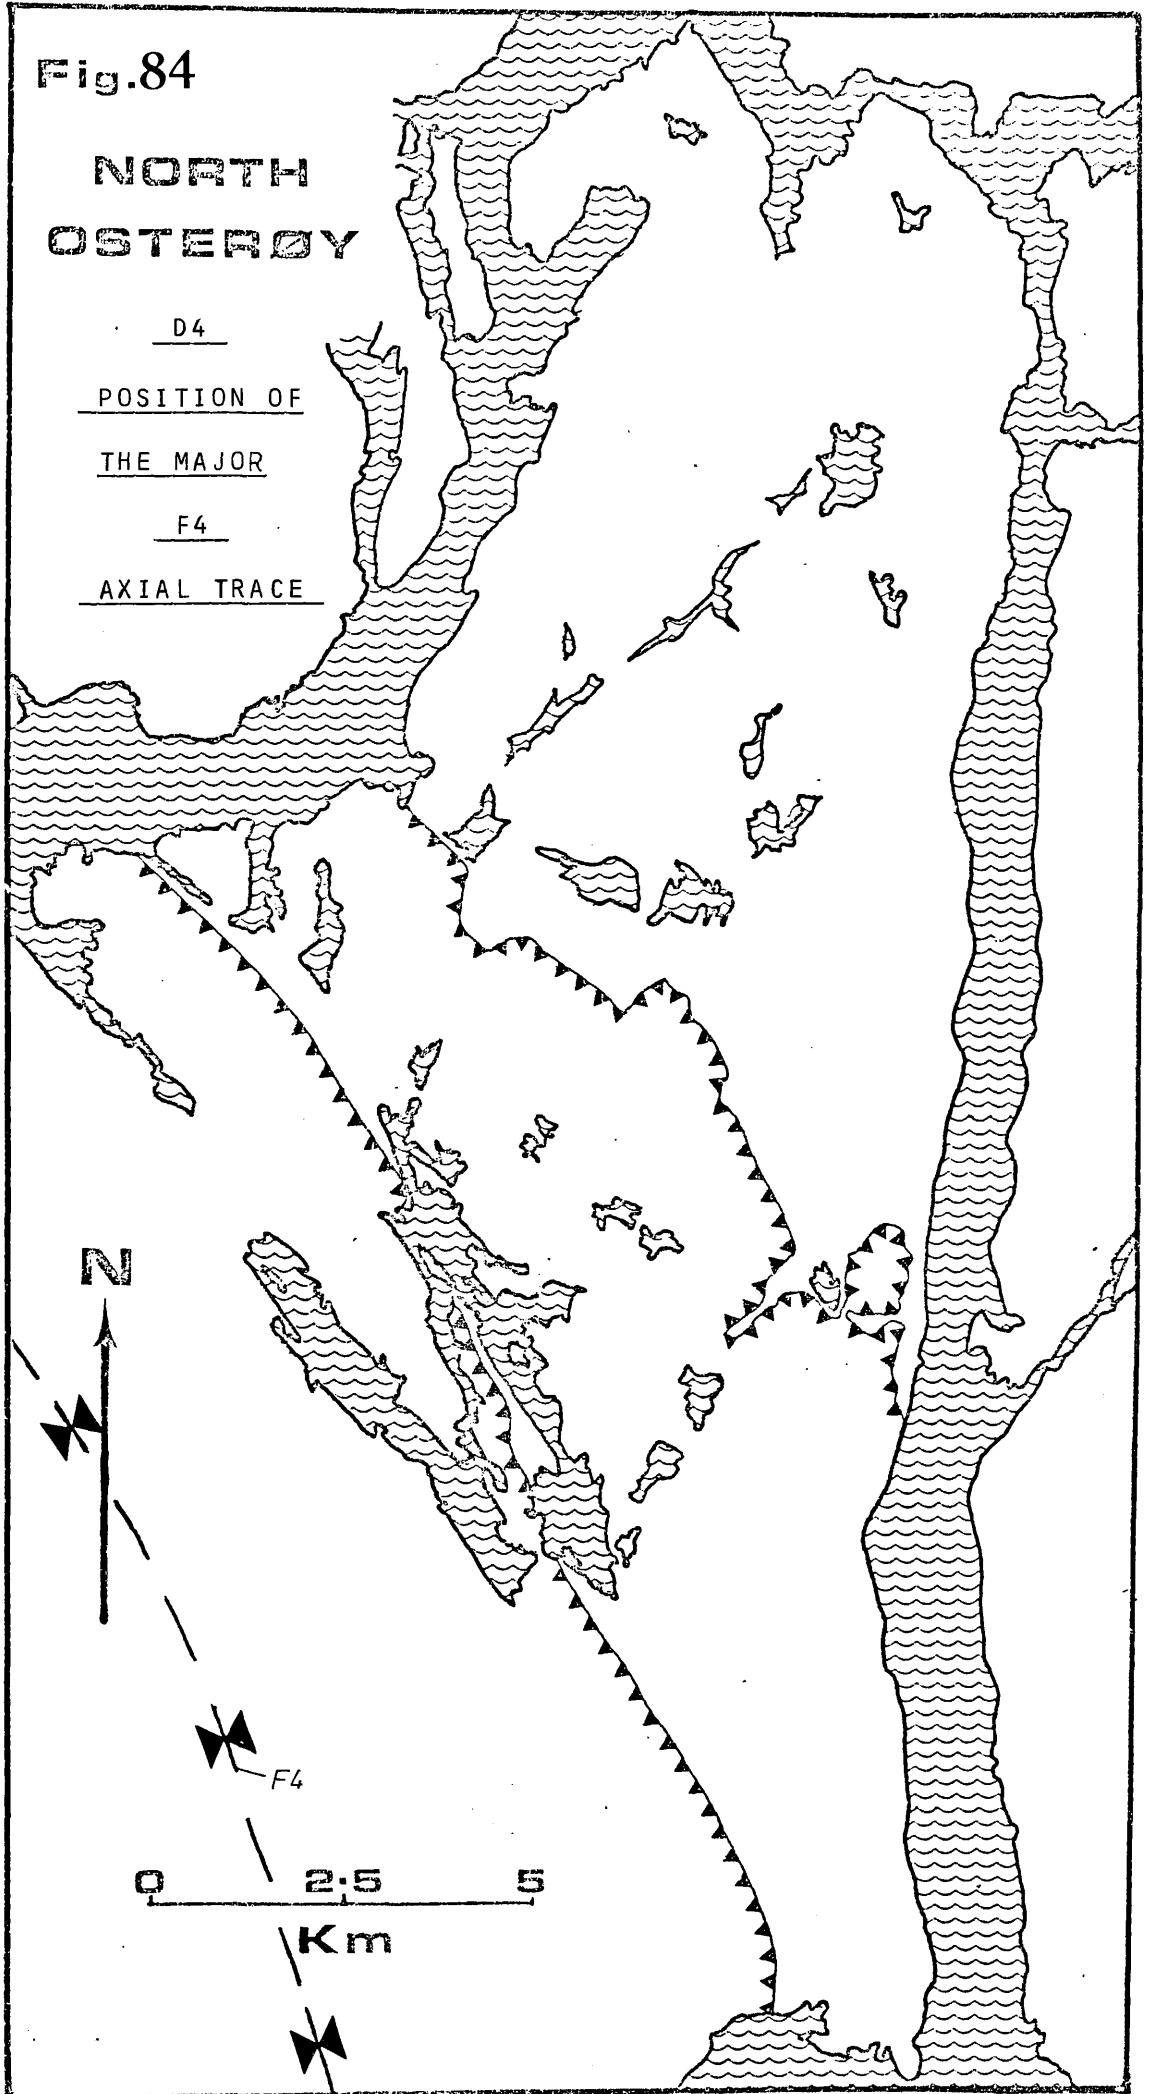 Fig.84
NORTH
OSTERØY
D4
POSITION OF
THE MAJOR
F4
AXIAL TRACE
N
F4
0 2·5 5
Km